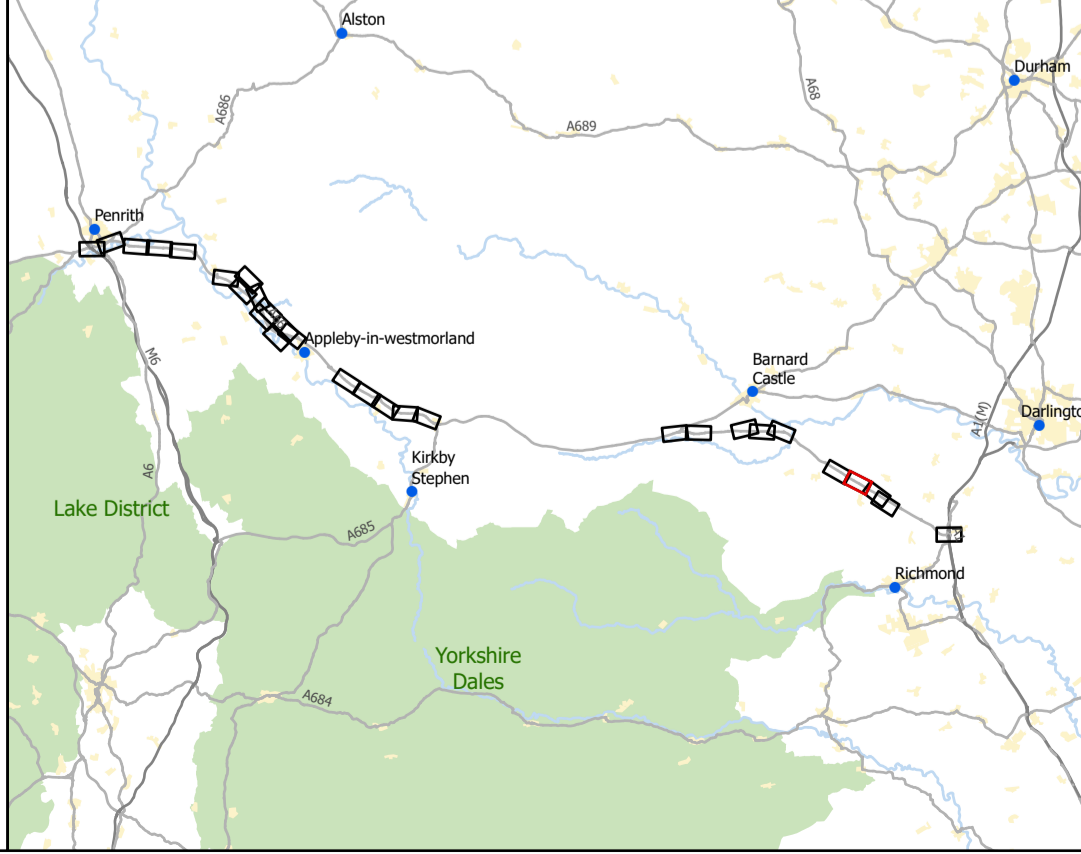 Alston
Durham
A68
A686
A689
Penrith
Appleby-in-westmorland
M6
Barnard
Castle
A1(M)
Darlingto
Kirkby
Stephen
A6
Lake District
A685
Richmond
Yorkshire
Dales
A684